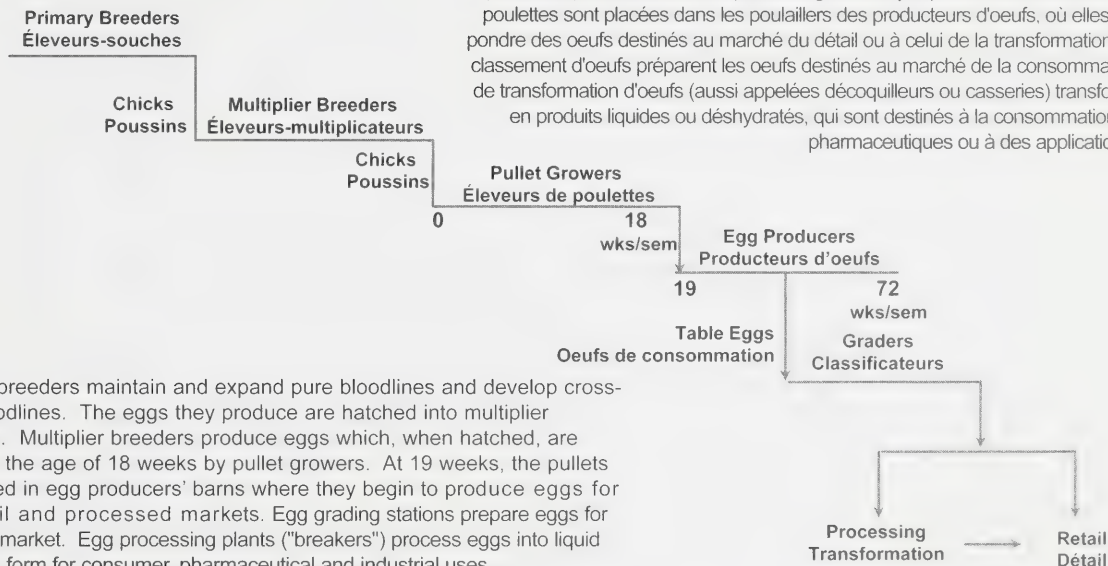 poulettes sont placées dans les poulaillers des producteurs d'oeufs, où elles
pondre des oeufs destinés au marché du détail ou à celui de la transformation
classement d'oeufs préparent les oeufs destinés au marché de la
de transformation d'oeufs (aussi appelées décoquilleurs ou casseries)
en produits liquides ou déshydratés, qui sont destinés à la consommation
pharmaceutiques ou à des
Primary Breeders
Éleveurs-souches
Chicks
Poussins
Multiplier Breeders
Éleveurs-multiplicateurs
Chicks
Poussins
Pullet Growers
Éleveurs de poulettes
0
18
wks/sem
Egg Producers
Producteurs d'oeufs
19
72
wks/sem
Table Eggs
Oeufs de consommation
Graders
Classificateurs
Processing
Transformation
Retail
Détail
breeders maintain and expand pure bloodlines and develop cross-
odlines. The eggs they produce are hatched into multiplier
. Multiplier breeders produce eggs which, when hatched, are
the age of 18 weeks by pullet growers. At 19 weeks, the pullets
ed in egg producers' barns where they begin to produce eggs for
il and processed markets. Egg grading stations prepare eggs for
market. Egg processing plants ("breakers") process eggs into liquid
form for consumer, pharmaceutical and industrial uses.